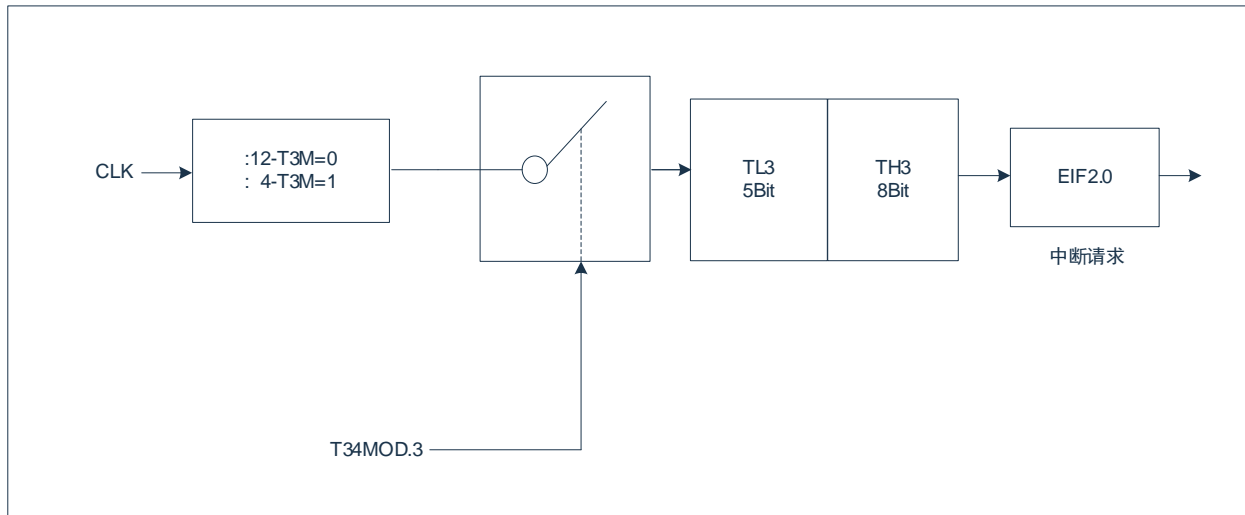 CLK
:12-T3M=0
: 4-T3M=1
TL3
5Bit
TH3
8Bit
EIF2.0
中断请求
T34MOD.3